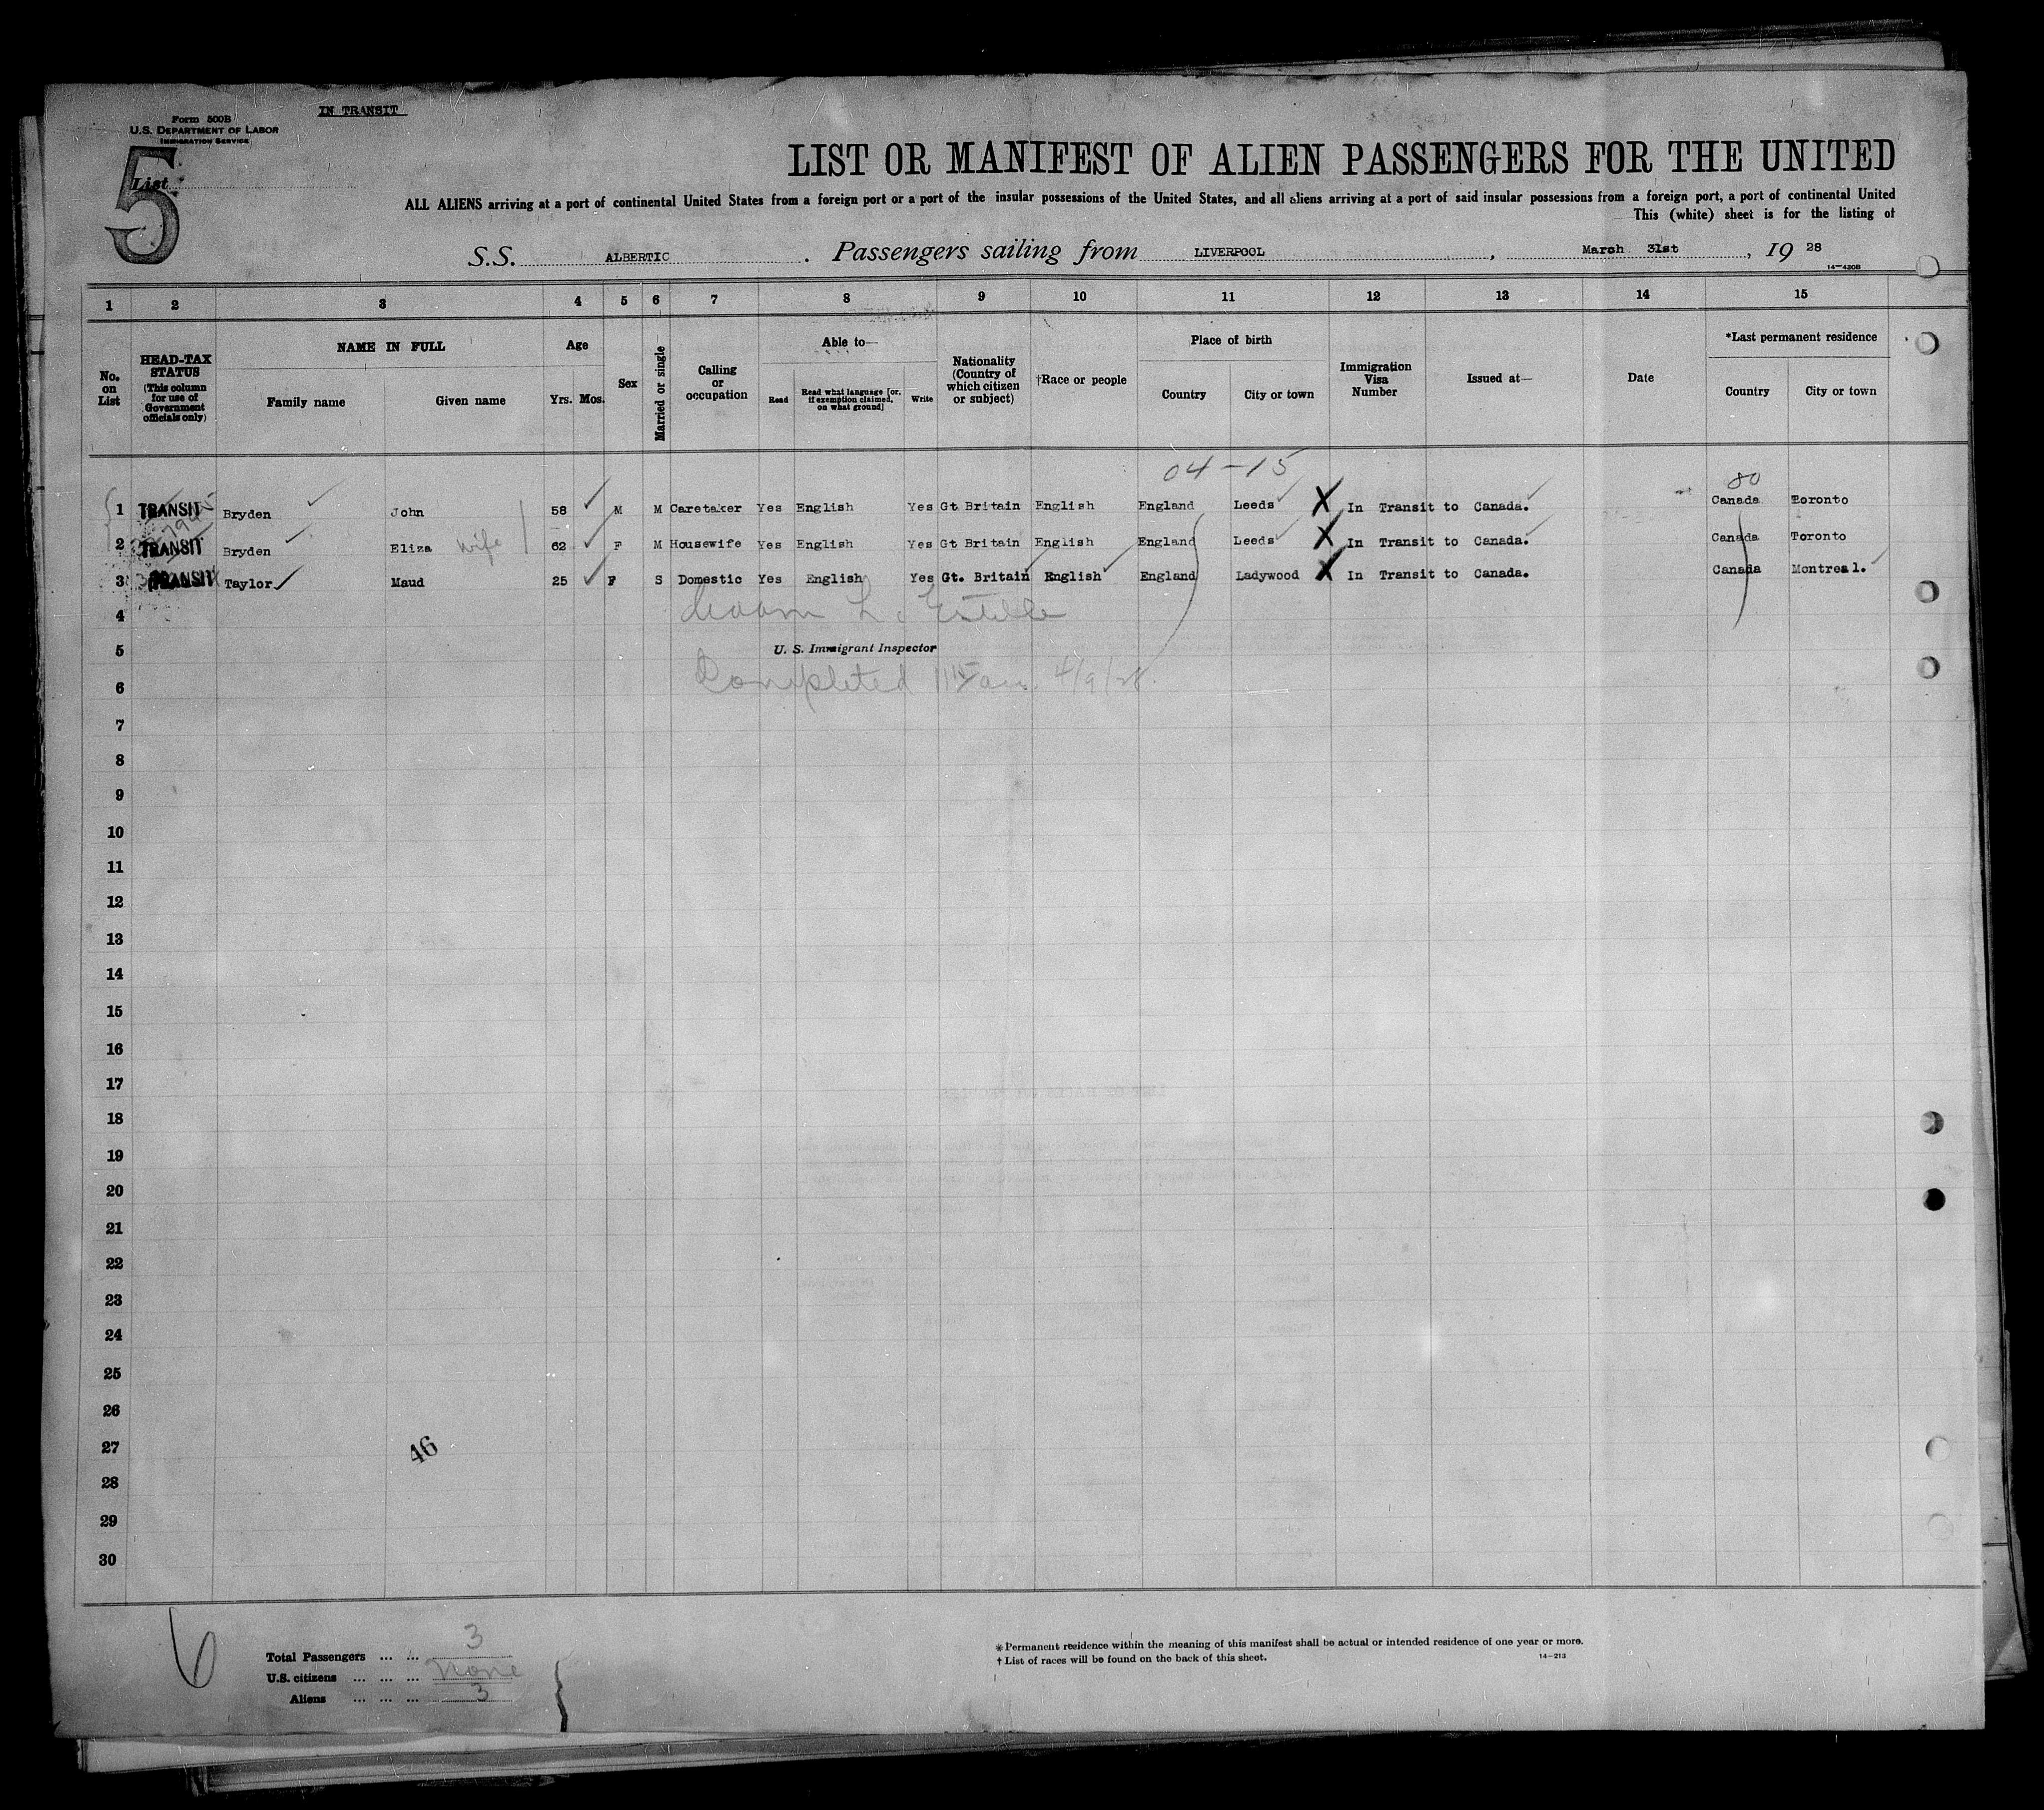 IN TRANSIT
Form 500B
U.S. DEPARTMENT OF LABOR
IMMIGRATION SERVICE
5
List
LIST OR MANIFEST OF ALIEN PASSENGERS FOR THE UNITED
ALL ALIENS arriving at a port of continental United States from a foreign port or a port of the insular possessions of the United States, and all aliens arriving at a port of said insular possessions from a foreign port, a port of continental United
This (white) sheet is for the listing of
S.S. ALBERTIC. Passengers sailing from LIVERPOOL, March 31st, 19 28
14—430B
1 2 3 4 5 6 7 8 9 10 11 12 13 14 15
No. on List
HEAD-TAX STATUS (This column for use of Government officials only)
NAME IN FULL
Family name Given name
Age
Yrs. Mos.
Sex
Married or single
Calling or occupation
Able to—
Read Read what language [or, if exemption claimed, on what ground] Write
Nationality (Country of which citizen or subject)
†Race or people
Place of birth
Country City or town
Immigration Visa Number
Issued at—
Date
*Last permanent residence
Country City or town
04-15
80
1 TRANSIT Bryden John 58 M M Caretaker Yes English Yes Gt Britain English England Leeds X In Transit to Canada. Canada Toronto
2 TRANSIT Bryden Eliza wife 62 F M Housewife Yes English Yes Gt Britain English England Leeds X In Transit to Canada. Canada Toronto
3 TRANSIT Taylor Maud 25 F S Domestic Yes English Yes Gt. Britain English England Ladywood X In Transit to Canada. Canada Montreal.
4
5 U. S. Immigrant Inspector
6 Completed 4/9/28.
7
8
9
10
11
12
13
14
15
16
17
18
19
20
21
22
23
24
25
26
27 46
28
29
30
6
Total Passengers ... ... 3
U.S. citizens ... ... ... None
Aliens ... ... ... 3
* Permanent residence within the meaning of this manifest shall be actual or intended residence of one year or more.
† List of races will be found on the back of this sheet.
14—213